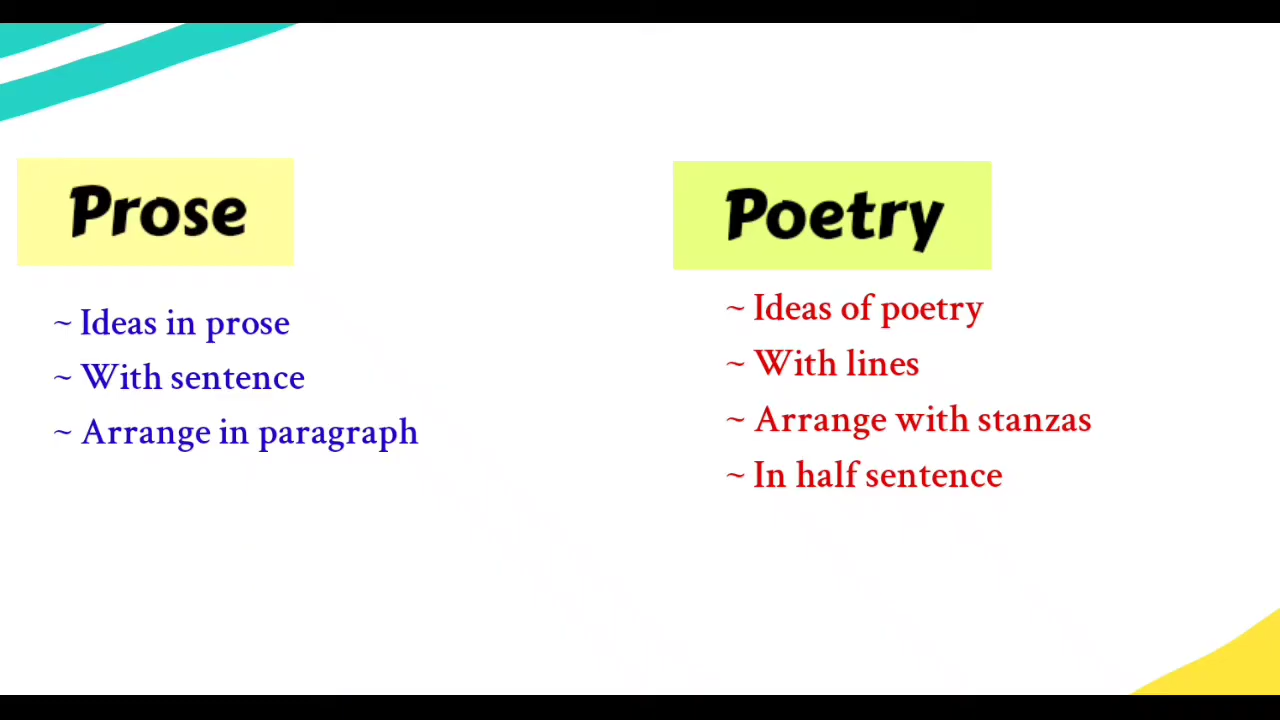 Prose
~ Ideas in prose
~ With sentence
~ Arrange in paragraph
Poetry
~ Ideas of poetry
~ With lines
~ Arrange with stanzas
~ In half sentence